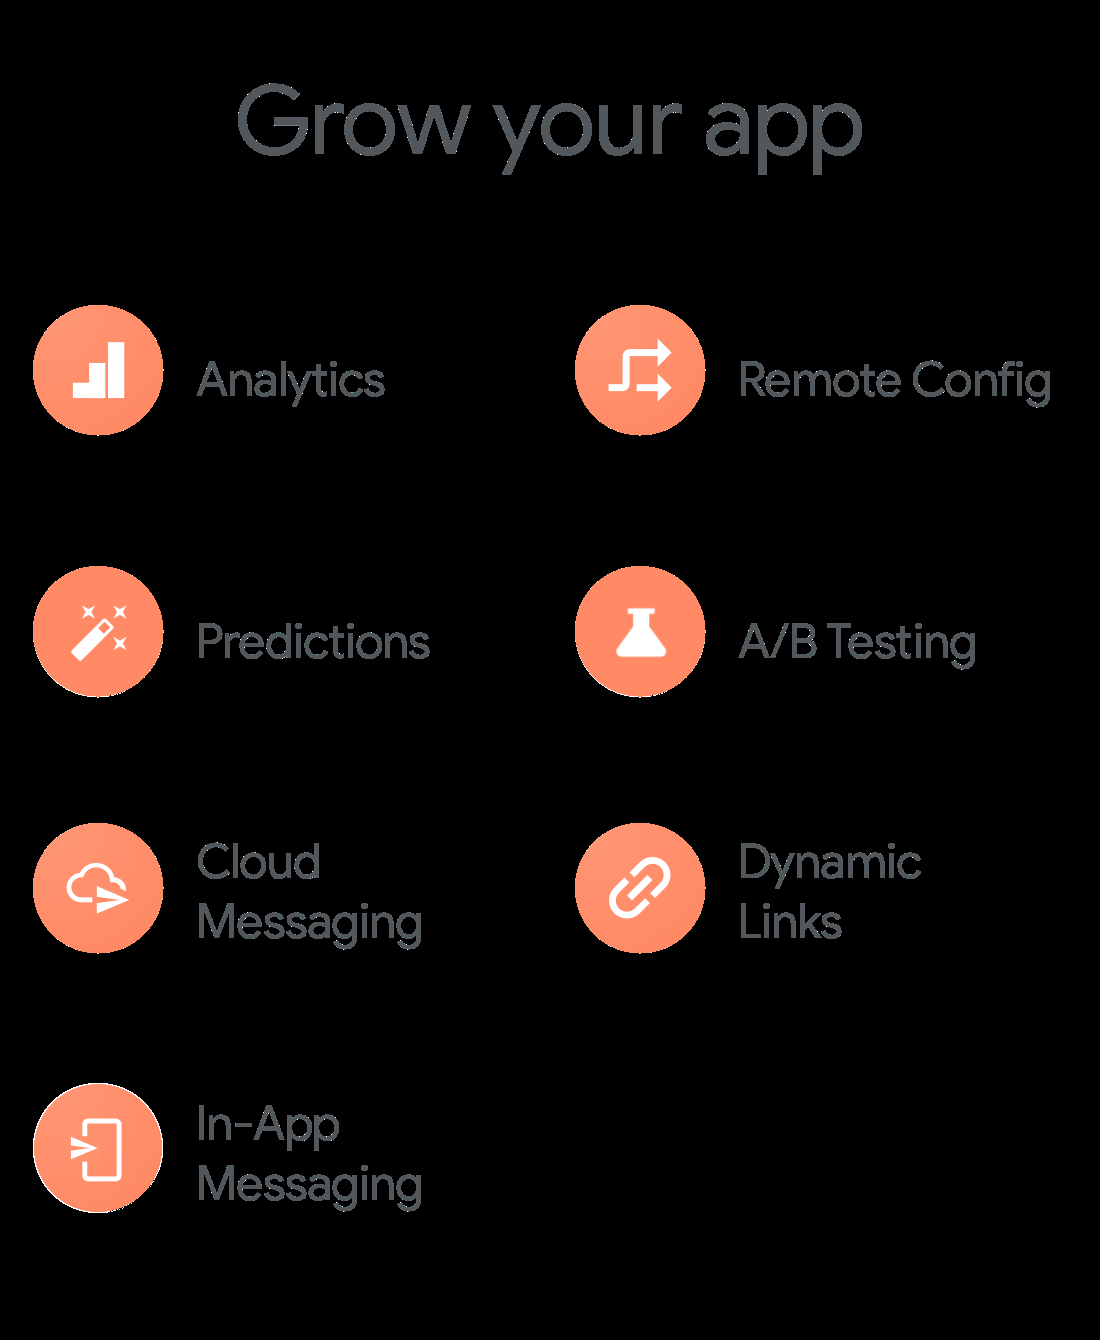 Grow your app
Analytics
Remote Config
Predictions
A/B Testing
Cloud
Messaging
Dynamic
Links
In-App
Messaging